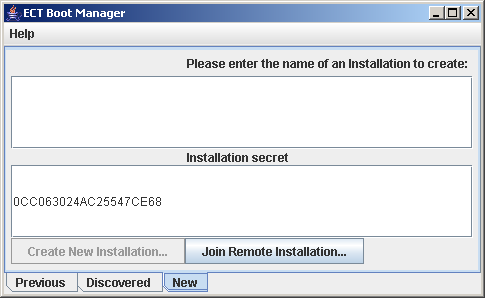 ECT Boot Manager
Help
Please enter the name of an Installation to create:
Installation secret
0CC063024AC25547CE68
Create New Installation... Join Remote Installation...
Previous Discovered New